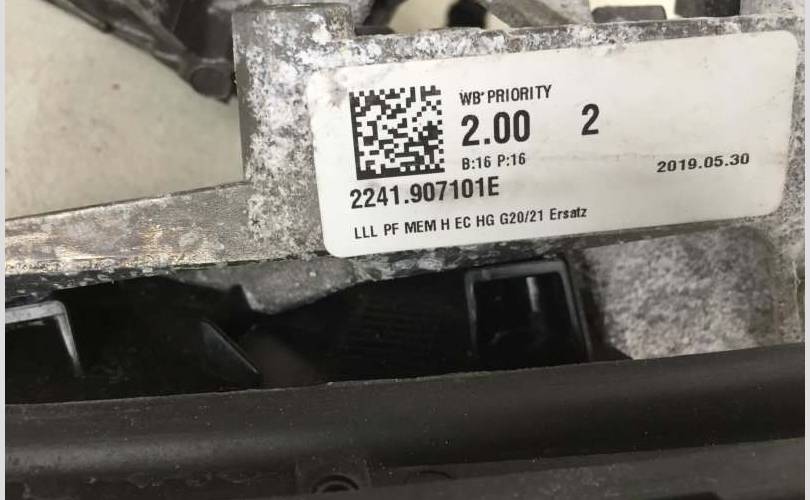 WB* PRIORITY
2.00 2
B:16 P:16
2019.05.30
2241.907101E
LLL PF MEM H EC HG G20/21 Ersatz